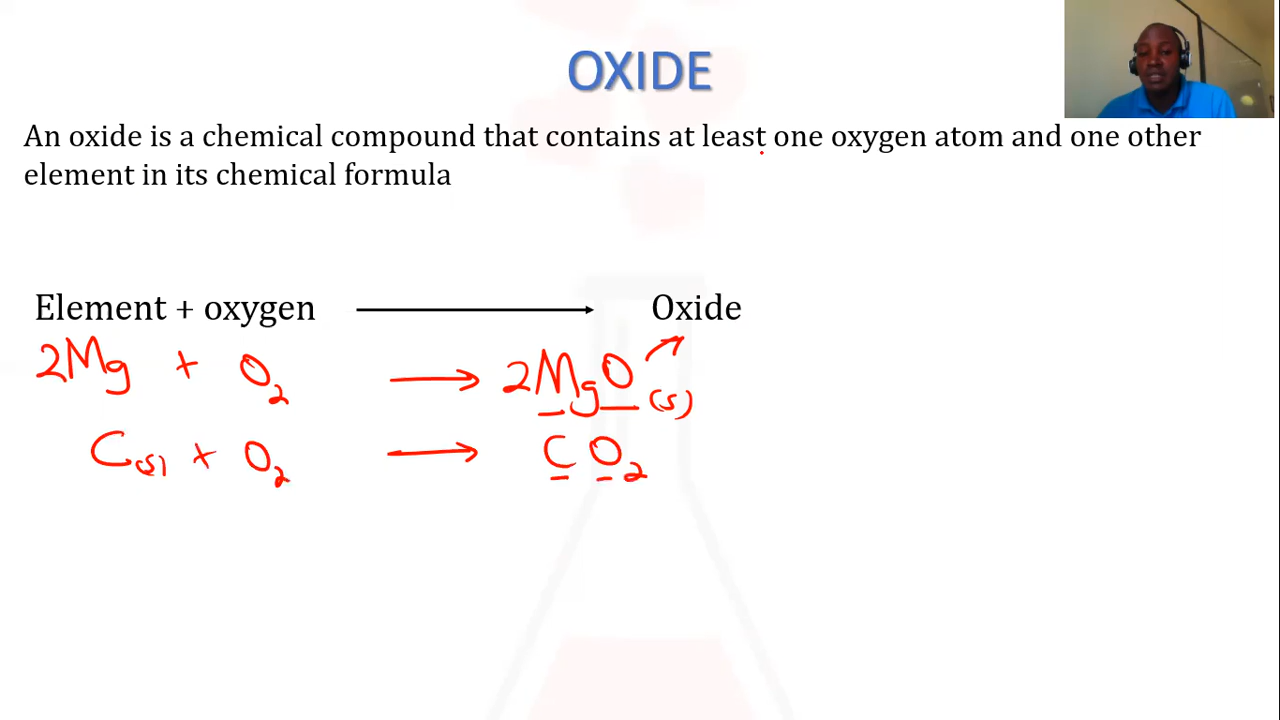 OXIDE
An oxide is a chemical compound that contains at least one oxygen atom and one other
element in its chemical formula
Element + oxygen ⟶ Oxide
2Mg + O₂ → 2MgO(s) ↗
C(s) + O₂ → CO₂